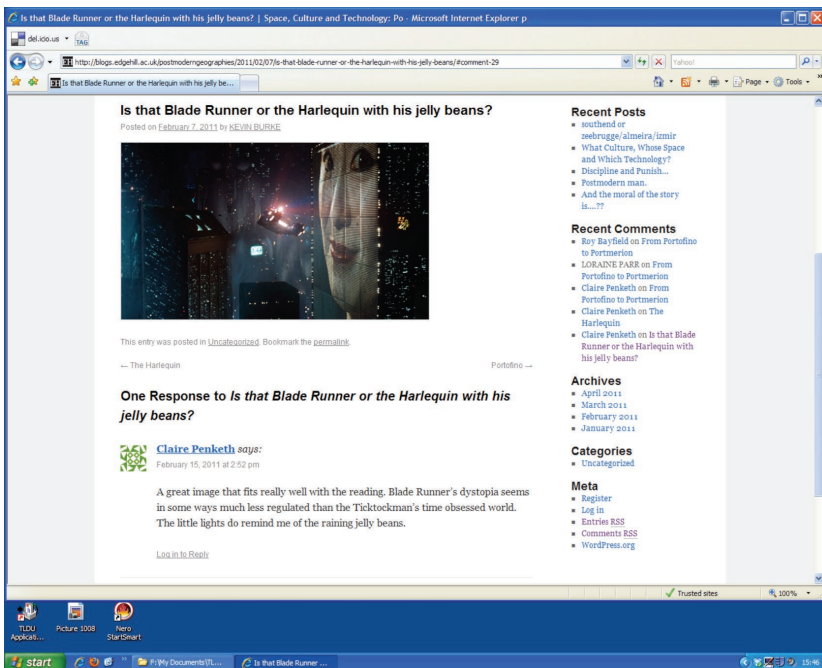 Is that Blade Runner or the Harlequin with his jelly beans? | Space, Culture and Technology: Po - Microsoft Internet Explorer p
del.icio.us
TAG
http://blogs.edgehill.ac.uk/postmoderngeographies/2011/02/07/is-that-blade-runner-or-the-harlequin-with-his-jelly-beans/#comment-29
Yahoo!
Is that Blade Runner or the Harlequin with his jelly be...
Page
Tools
Is that Blade Runner or the Harlequin with his jelly beans?
Posted on February 7, 2011 by KEVIN BURKE
This entry was posted in Uncategorized. Bookmark the permalink.
← The Harlequin
Portofino →
One Response to Is that Blade Runner or the Harlequin with his
jelly beans?
Claire Penketh says:
February 15, 2011 at 2:52 pm
A great image that fits really well with the reading. Blade Runner's dystopia seems
in some ways much less regulated than the Ticktockman's time obsessed world.
The little lights do remind me of the raining jelly beans.
Log in to Reply
Recent Posts
southend or
zeebrugge/almeira/izmir
What Culture, Whose Space
and Which Technology?
Discipline and Punish...
Postmodern man.
And the moral of the story
is....??
Recent Comments
Roy Bayfield on From Portofino
to Portmerion
LORAINE PARR on From
Portofino to Portmerion
Claire Penketh on From
Portofino to Portmerion
Claire Penketh on The
Harlequin
Claire Penketh on Is that Blade
Runner or the Harlequin with
his jelly beans?
Archives
April 2011
March 2011
February 2011
January 2011
Categories
Uncategorized
Meta
Register
Log in
Entries RSS
Comments RSS
WordPress.org
Trusted sites
100%
TLDU
Applicati...
Picture 1008
Nero
StartSmart
start
F:\My Documents\TL...
Is that Blade Runner ...
15:46